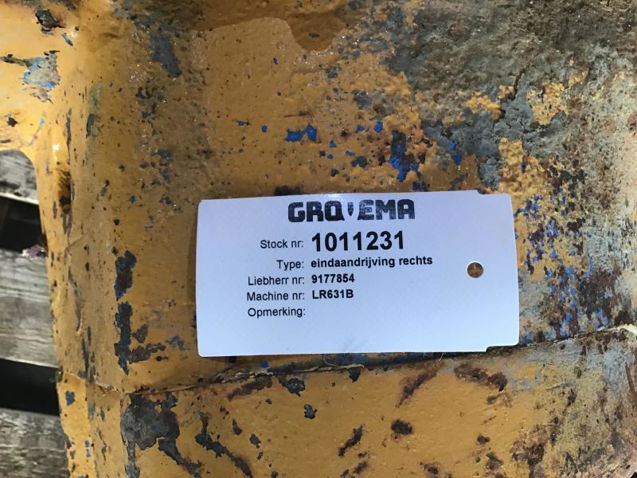 GROVEMA
Stock nr: 1011231
Type: eindaandrijving rechts
Liebherr nr: 9177854
Machine nr: LR631B
Opmerking: